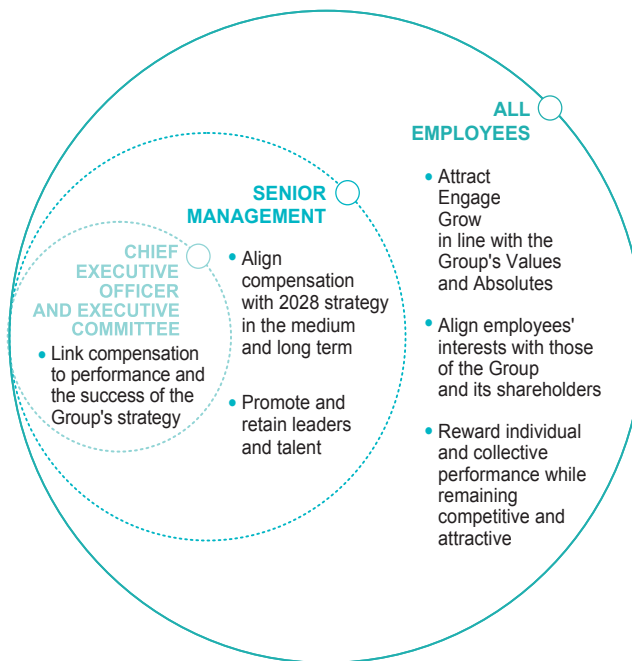 ALL
EMPLOYEES
• Attract
Engage
Grow
in line with the
Group's Values
and Absolutes
• Align employees'
interests with those
of the Group
and its shareholders
• Reward individual
and collective
performance while
remaining
competitive and
attractive
SENIOR
MANAGEMENT
• Align
compensation
with 2028 strategy
in the medium
and long term
• Promote and
retain leaders
and talent
CHIEF
EXECUTIVE
OFFICER
AND EXECUTIVE
COMMITTEE
• Link compensation
to performance and
the success of the
Group's strategy